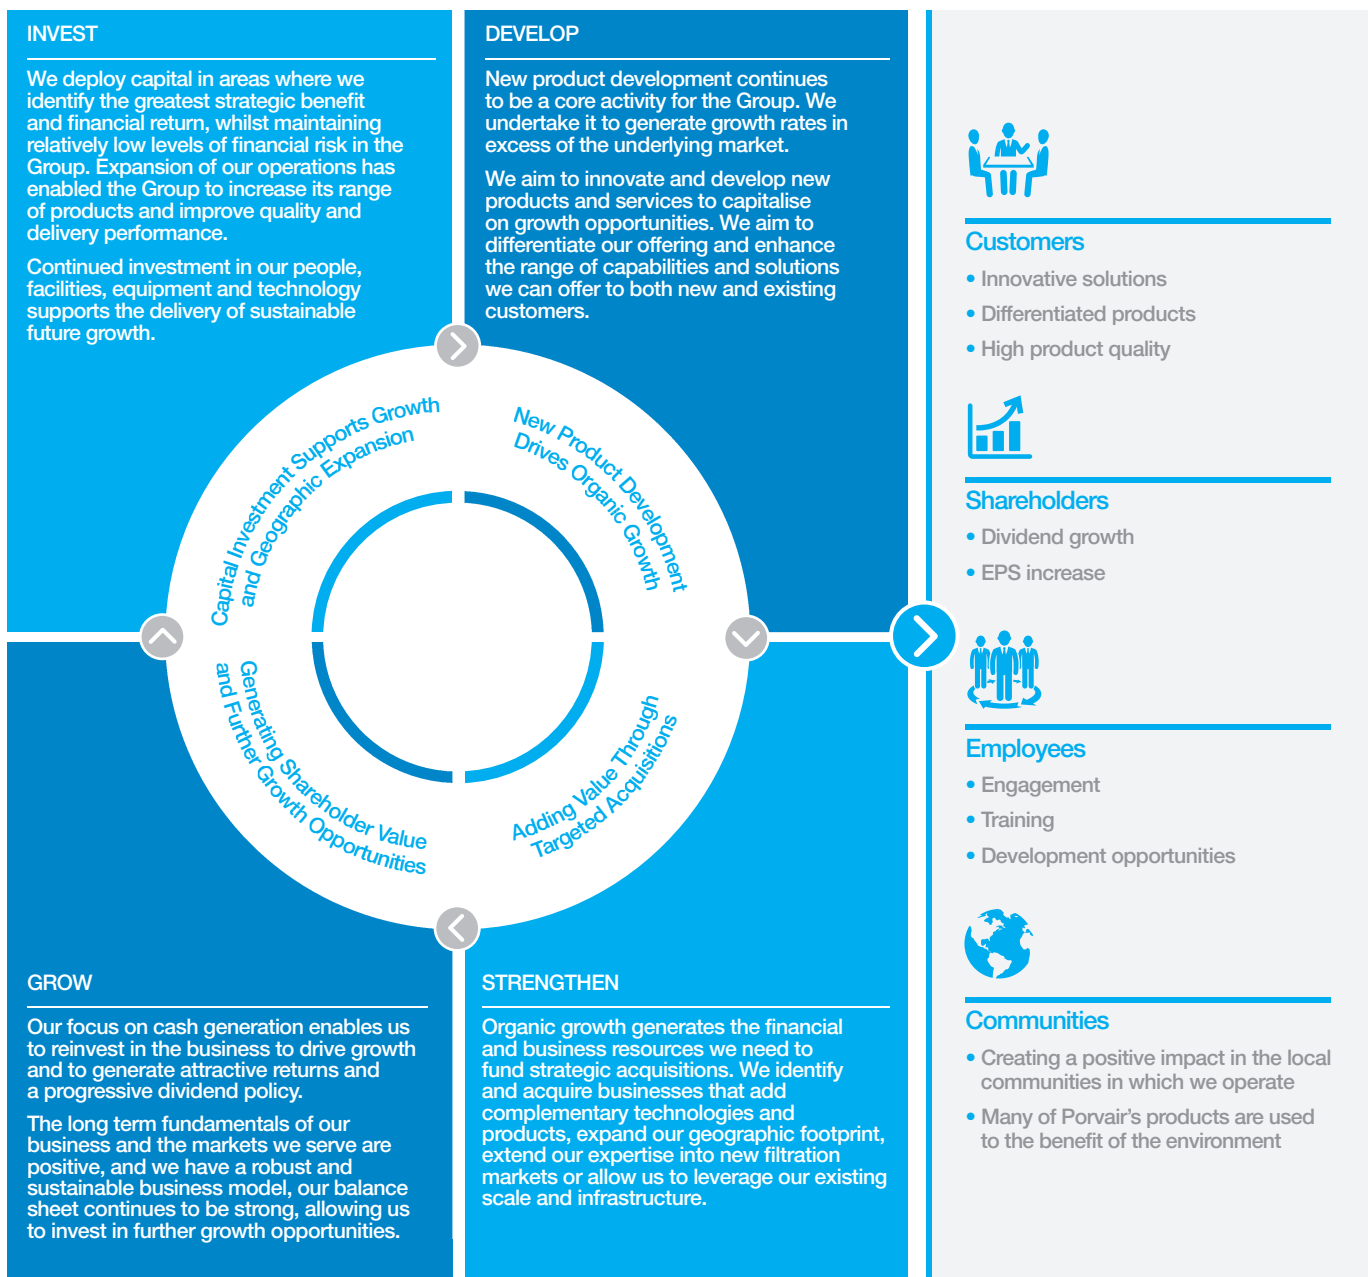 INVEST
We deploy capital in areas where we
identify the greatest strategic benefit
and financial return, whilst maintaining
relatively low levels of financial risk in the
Group. Expansion of our operations has
enabled the Group to increase its range
of products and improve quality and
delivery performance.
Continued investment in our people,
facilities, equipment and technology
supports the delivery of sustainable
future growth.
DEVELOP
New product development continues
to be a core activity for the Group. We
undertake it to generate growth rates in
excess of the underlying market.
We aim to innovate and develop new
products and services to capitalise
on growth opportunities. We aim to
differentiate our offering and enhance
the range of capabilities and solutions
we can offer to both new and existing
customers.
Capital Investment Supports Growth
and Geographic Expansion
New Product Development
Drives Organic Growth
Generating Shareholder Value
and Further Growth Opportunities
Adding Value Through
Targeted Acquisitions
GROW
Our focus on cash generation enables us
to reinvest in the business to drive growth
and to generate attractive returns and
a progressive dividend policy.
The long term fundamentals of our
business and the markets we serve are
positive, and we have a robust and
sustainable business model, our balance
sheet continues to be strong, allowing us
to invest in further growth opportunities.
STRENGTHEN
Organic growth generates the financial
and business resources we need to
fund strategic acquisitions. We identify
and acquire businesses that add
complementary technologies and
products, expand our geographic footprint,
extend our expertise into new filtration
markets or allow us to leverage our existing
scale and infrastructure.
Customers
• Innovative solutions
• Differentiated products
• High product quality
Shareholders
• Dividend growth
• EPS increase
Employees
• Engagement
• Training
• Development opportunities
Communities
• Creating a positive impact in the local
communities in which we operate
• Many of Porvair's products are used
to the benefit of the environment